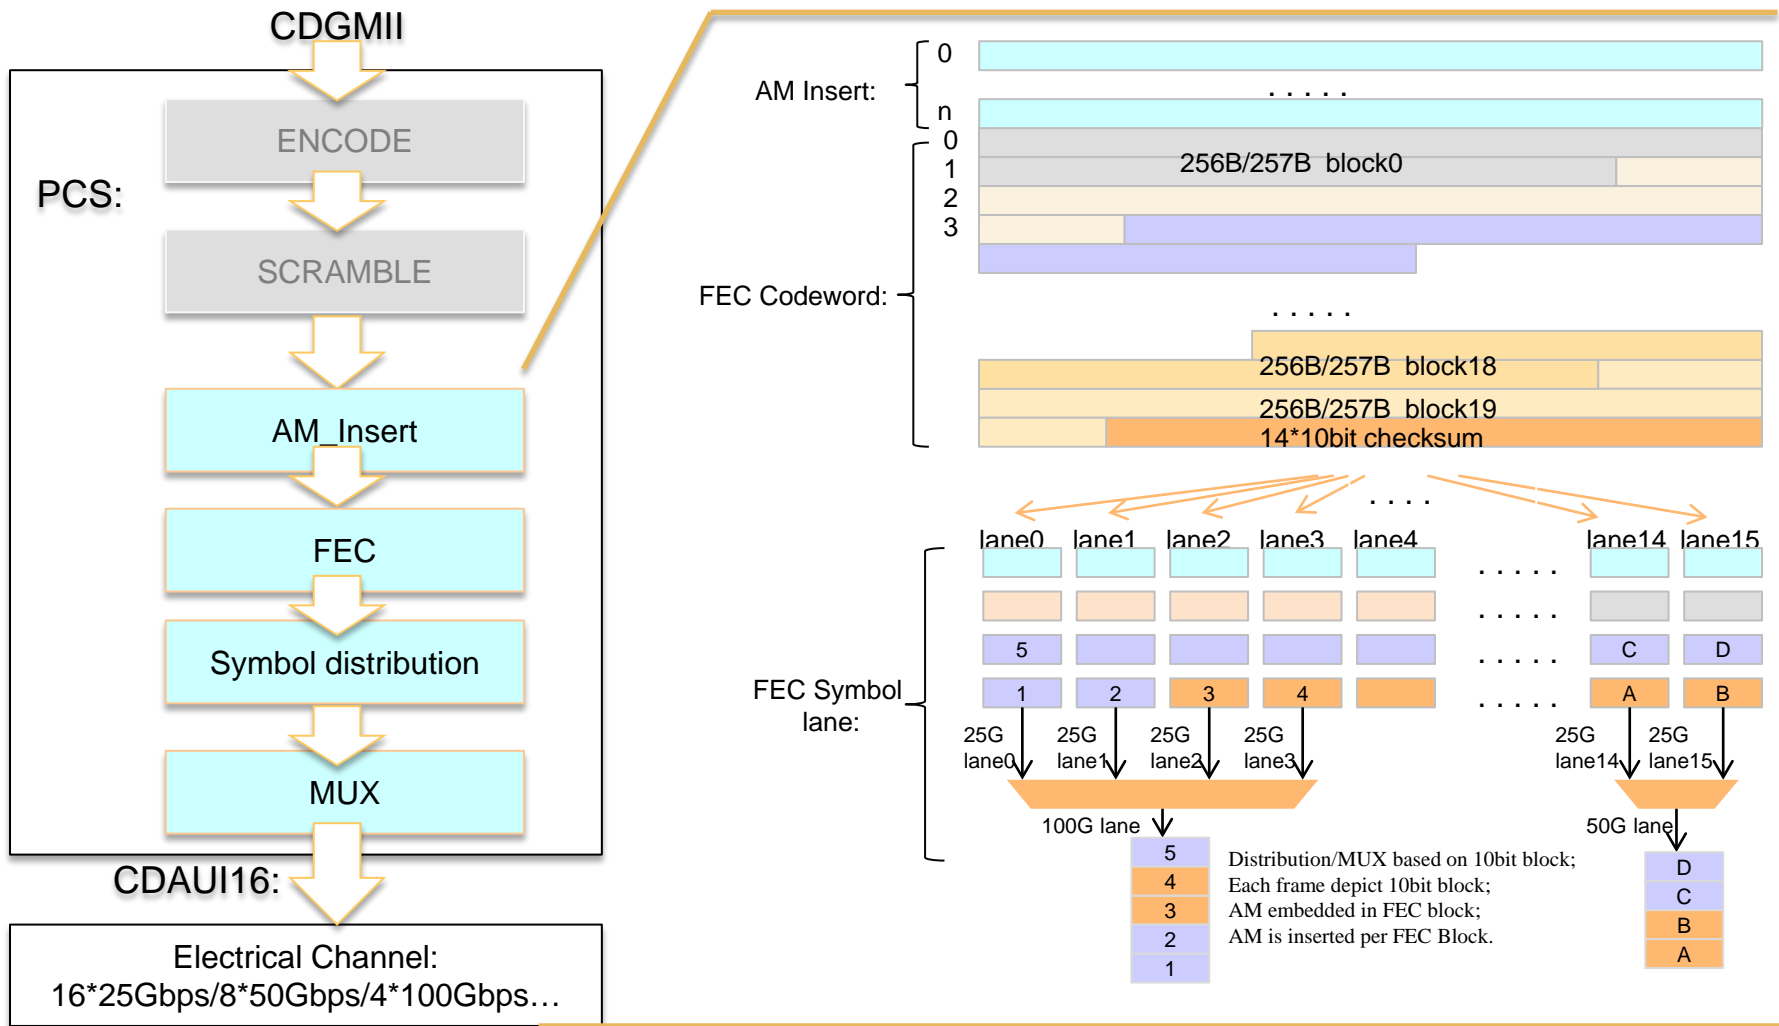 CDGMII
PCS:
ENCODE
SCRAMBLE
AM_Insert
FEC
Symbol distribution
MUX
CDAUI16:
Electrical Channel:
16*25Gbps/8*50Gbps/4*100Gbps…
AM Insert:
0
. . . . .
n
FEC Codeword:
0
1
2
3
256B/257B block0
. . . . .
256B/257B block18
256B/257B block19
14*10bit checksum
. . . .
lane0 lane1 lane2 lane3 lane4 lane14 lane15
. . . . .
. . . . .
5 . . . . . C D
FEC Symbol
lane:
1 2 3 4 . . . . . A B
25G 25G 25G 25G 25G 25G
lane0 lane1 lane2 lane3 lane14 lane15
100G lane
50G lane
5
4
3
2
1
Distribution/MUX based on 10bit block;
Each frame depict 10bit block;
AM embedded in FEC block;
AM is inserted per FEC Block.
D
C
B
A